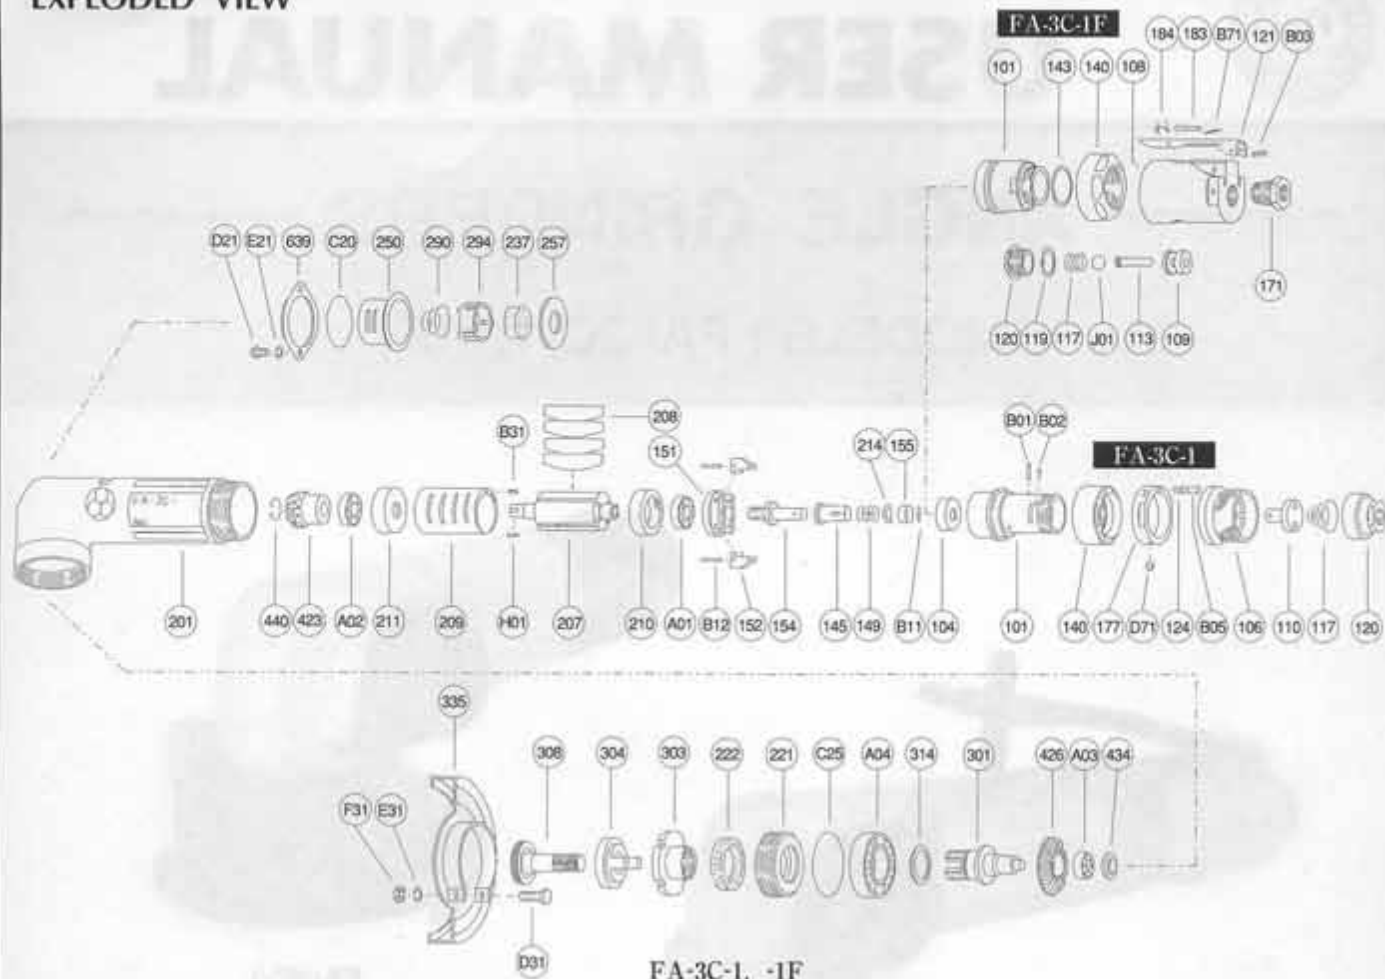 EXPLODED VIEW
FA-3C-1F
184 183 B71 121 B03
101 143 140 108
171
120 119 117 J01 113 109
D21 E21 639 C20 250 290 294 237 257
B31 208
151 214 155
B01 B02
FA-3C-1
201 440 423 A02 211 209 H01 207 210 A01 B12 152 154 145 149 B11 104 101 140 177 D71 124 B05 106 110 117 120
335
308 304 303 222 221 C25 A04 314 301 426 A03 434
F31 E31
D31
FA-3C-1, -1F
USER MANUAL